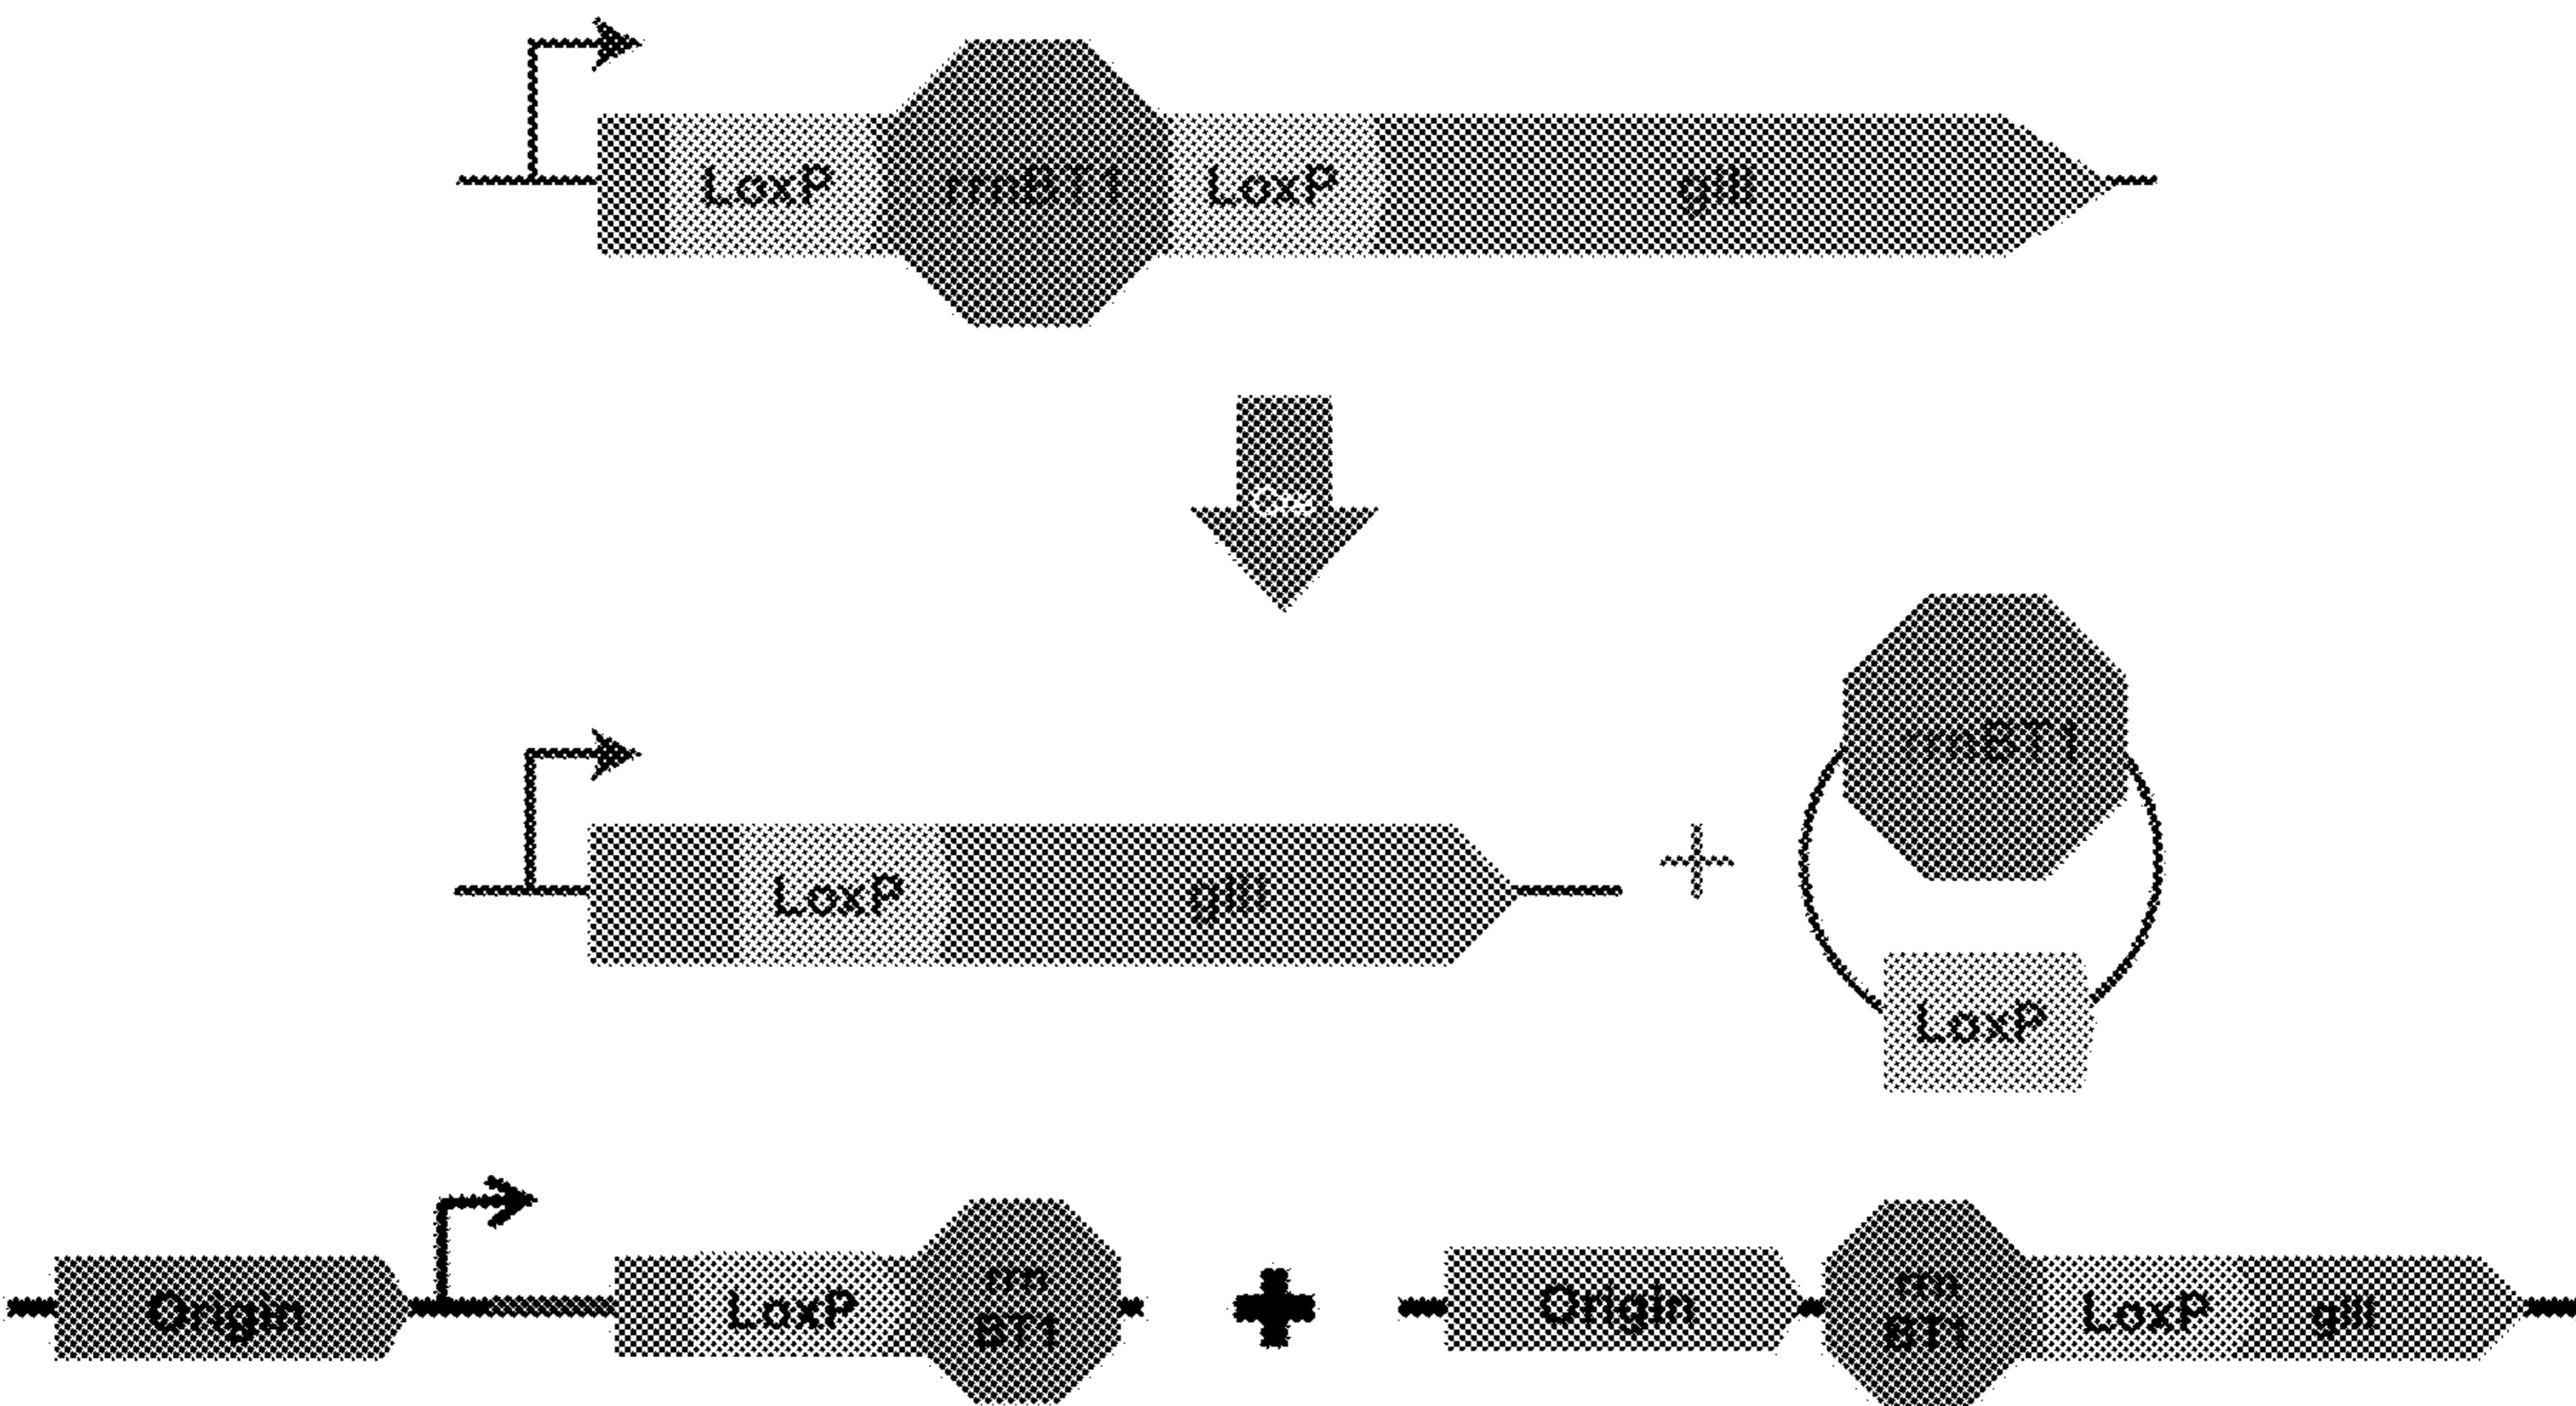 LoxP rrnBT1 LoxP gIII
rrnBT1
LoxP gIII
LoxP
Origin LoxP rrn BT1 Origin rrn BT1 LoxP gIII